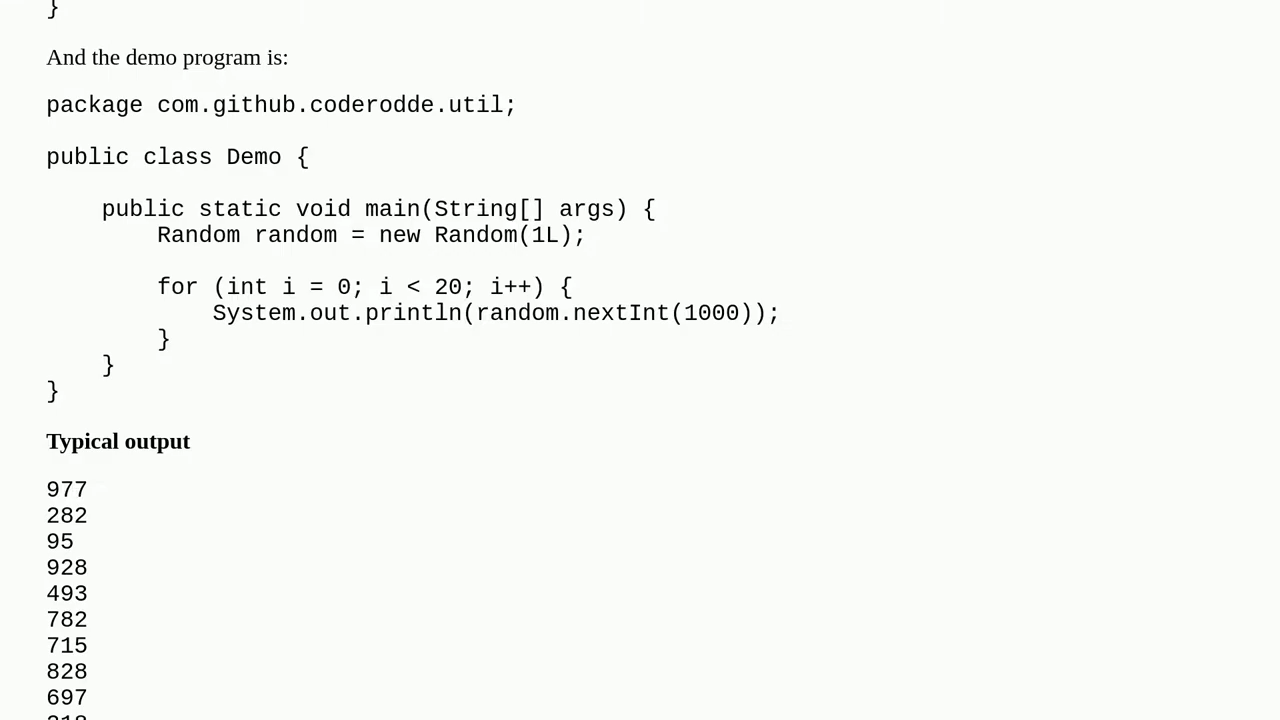 }
And the demo program is:
package com.github.coderodde.util;
public class Demo {
public static void main(String[] args) {
Random random = new Random(1L);
for (int i = 0; i < 20; i++) {
System.out.println(random.nextInt(1000));
}
}
}
Typical output
977
282
95
928
493
782
715
828
697